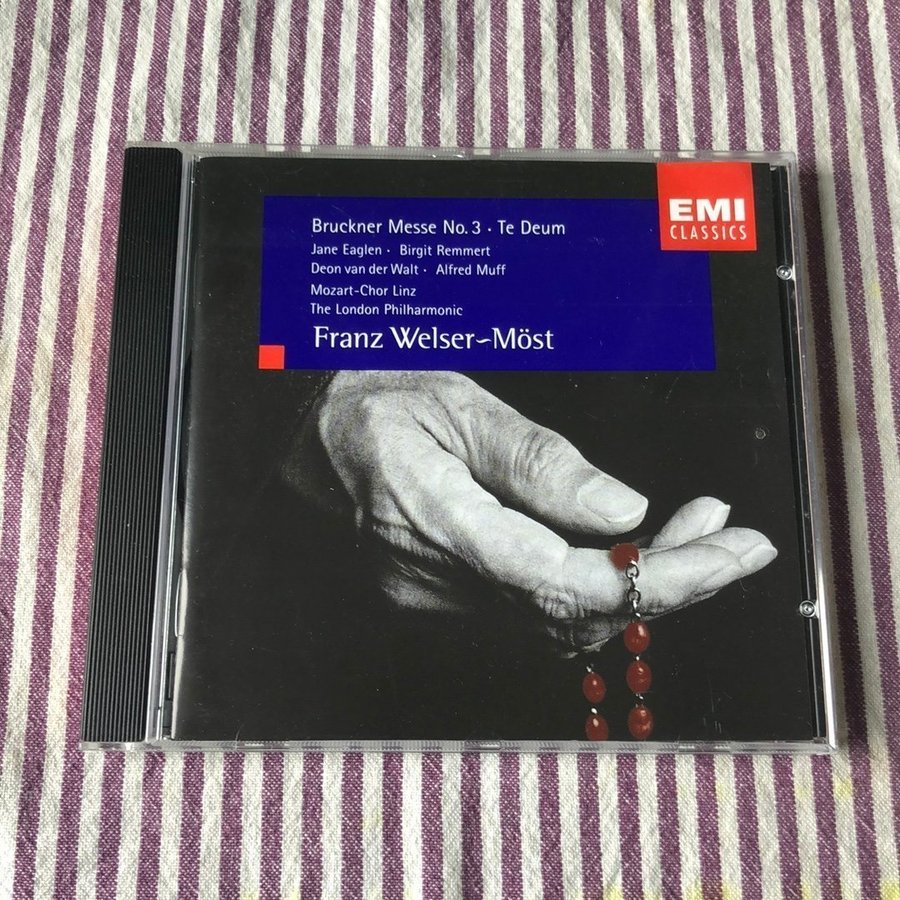 Bruckner Messe No. 3 · Te Deum
Jane Eaglen · Birgit Remmert
Deon van der Walt · Alfred Muff
Mozart-Chor Linz
The London Philharmonic
Franz Welser~Möst
EMI
CLASSICS